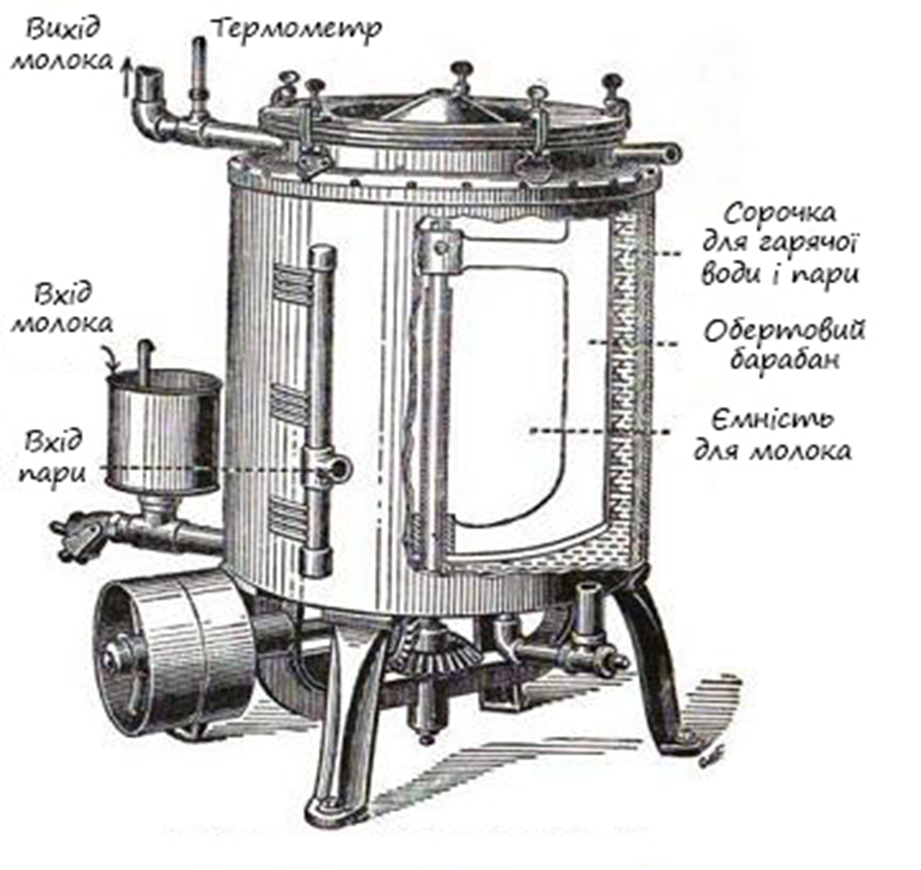 Вихід
молока
Термометр
Сорочка
для гарячої
води і пари
Вхід
молока
Обертовий
барабан
Ємність
для молока
Вхід
пари